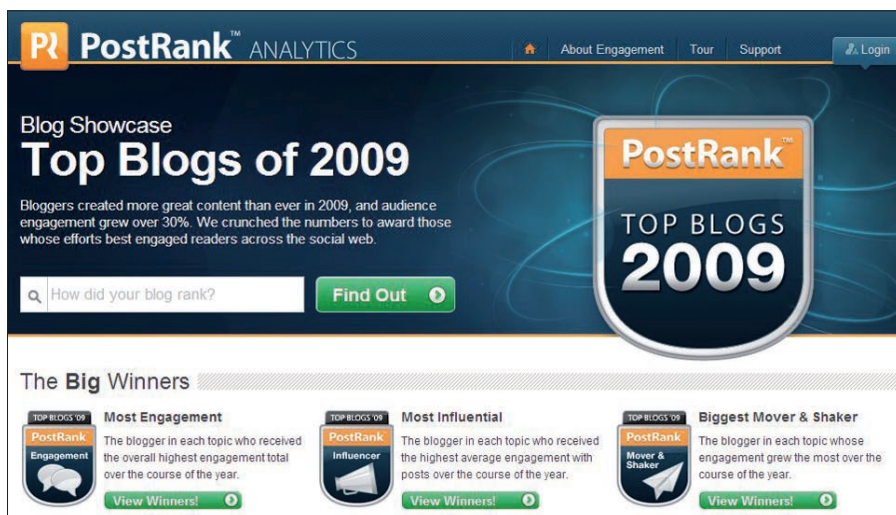 PR PostRank™ ANALYTICS
About Engagement Tour Support Login
Blog Showcase
Top Blogs of 2009
Bloggers created more great content than ever in 2009, and audience
engagement grew over 30%. We crunched the numbers to award those
whose efforts best engaged readers across the social web.
How did your blog rank? Find Out
PostRank™
TOP BLOGS
2009
The Big Winners
TOP BLOGS '09
PostRank
Engagement
Most Engagement
The blogger in each topic who received
the overall highest engagement total
over the course of the year.
View Winners!
TOP BLOGS '09
PostRank
Influencer
Most Influential
The blogger in each topic who received
the highest average engagement with
posts over the course of the year.
View Winners!
TOP BLOGS '09
PostRank
Mover &
Shaker
Biggest Mover & Shaker
The blogger in each topic whose
engagement grew the most over the
course of the year.
View Winners!